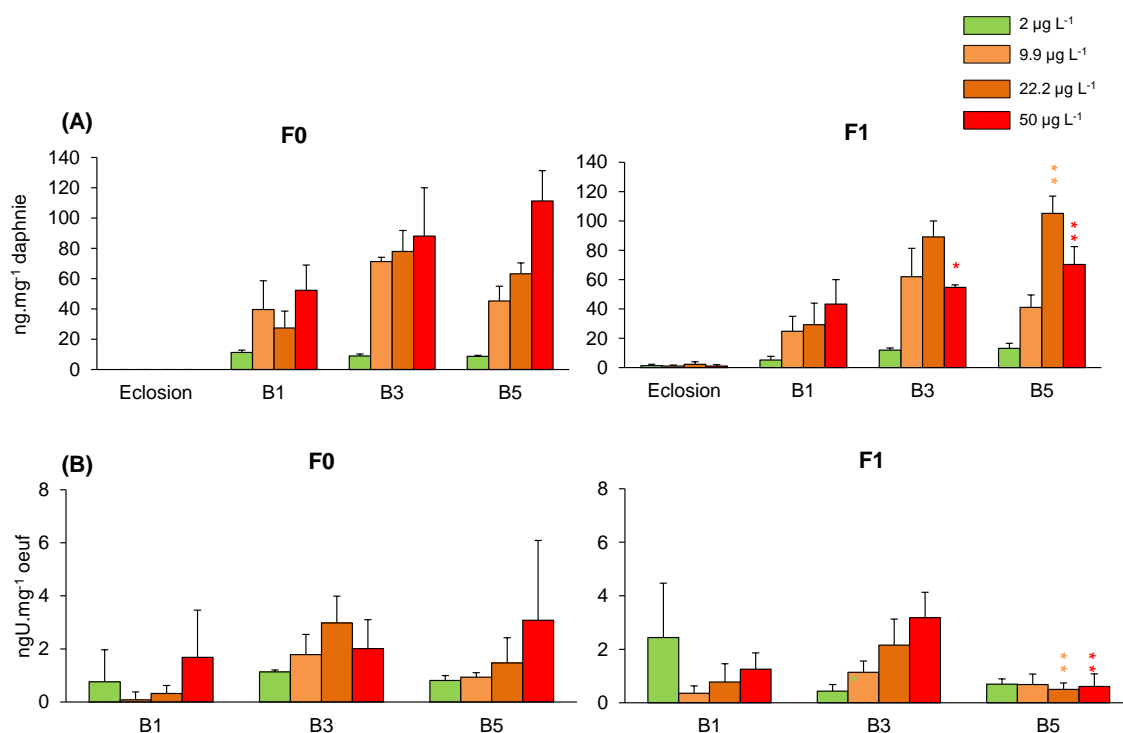 2 µg L-1
9.9 µg L-1
22.2 µg L-1
50 µg L-1
(A)
F0
F1
ng.mg-1 daphnie
140
120
100
80
60
40
20
0
Eclosion B1 B3 B5
140
120
100
80
60
40
20
0
* *
* *
*
Eclosion B1 B3 B5
(B)
F0
F1
ngU.mg-1 oeuf
8
6
4
2
0
B1 B3 B5
8
6
4
2
0
* *
* *
B1 B3 B5